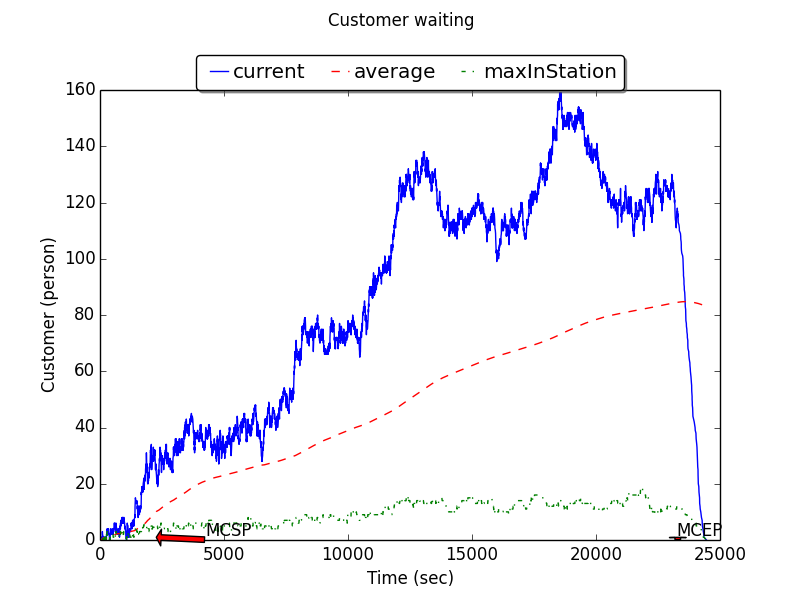 Customer waiting
current average maxInStation
160
140
120
100
80
60
40
20
0
Customer (person)
MCSP MCEP
0 5000 10000 15000 20000 25000
Time (sec)